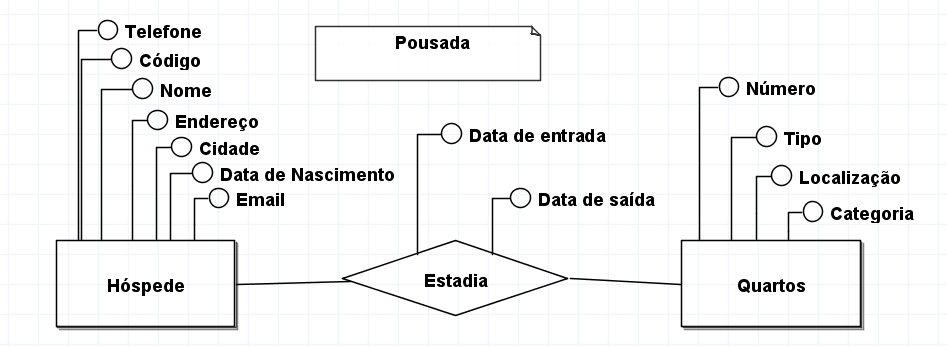 Telefone
Código
Nome
Endereço
Cidade
Data de Nascimento
Email
Pousada
Data de entrada
Data de saída
Número
Tipo
Localização
Categoria
Hóspede
Estadia
Quartos